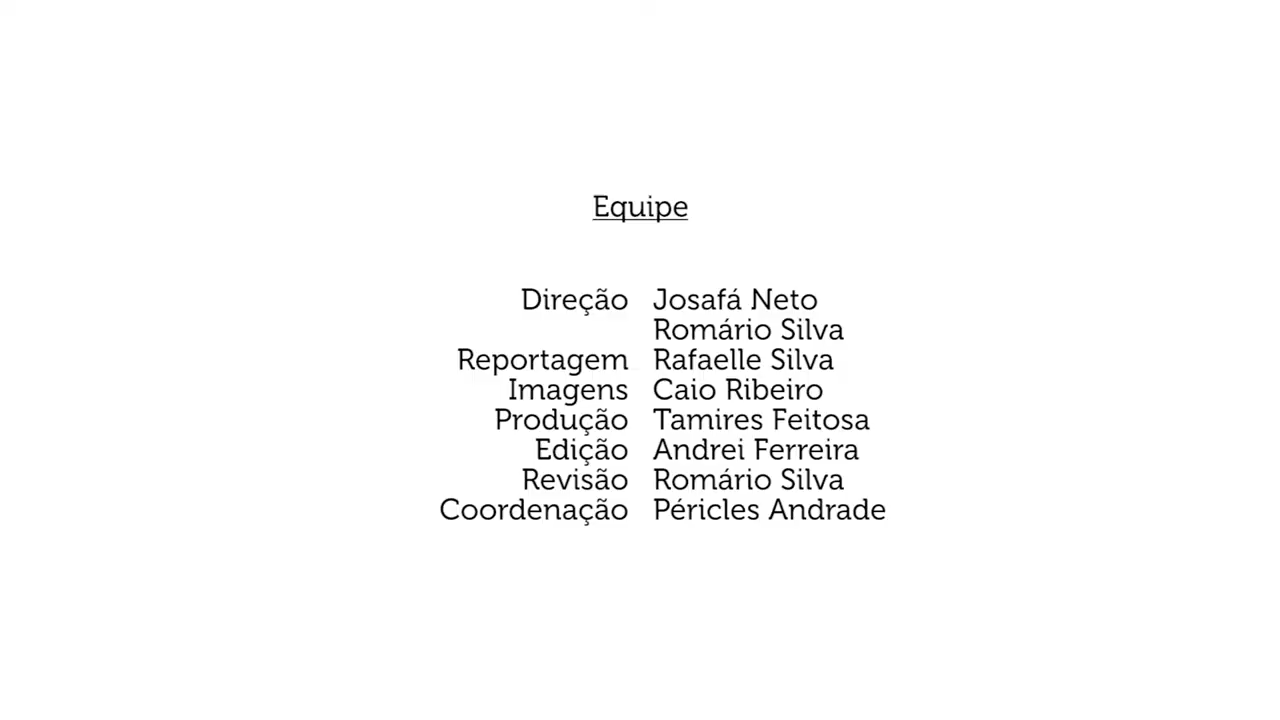 Equipe
Direção Josafá Neto
Romário Silva
Reportagem Rafaelle Silva
Imagens Caio Ribeiro
Produção Tamires Feitosa
Edição Andrei Ferreira
Revisão Romário Silva
Coordenação Péricles Andrade